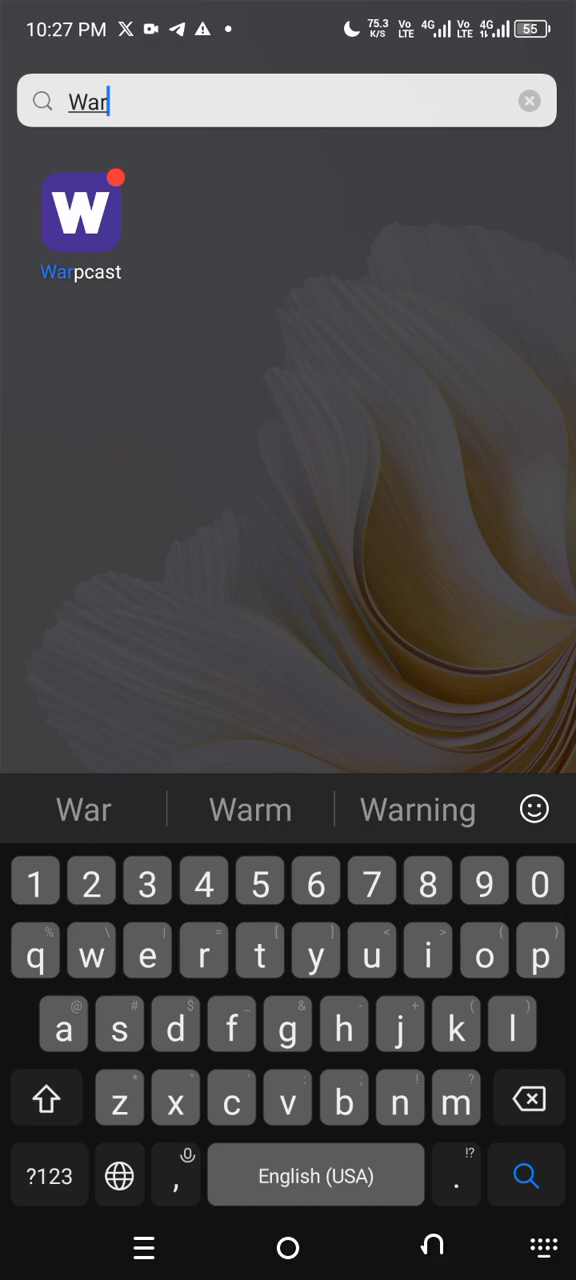 10:27 PM 75.3 K/S Vo LTE 4G Vo LTE 4G 55
War
W
Warpcast
War Warm Warning
1 2 3 4 5 6 7 8 9 0
% \ | = [ ] < > { }
q w e r t y u i o p
@ # $ _ & - + ( )
a s d f g h j k l
* " ' : ; ! ?
z x c v b n m
?123 , English (USA) . !?